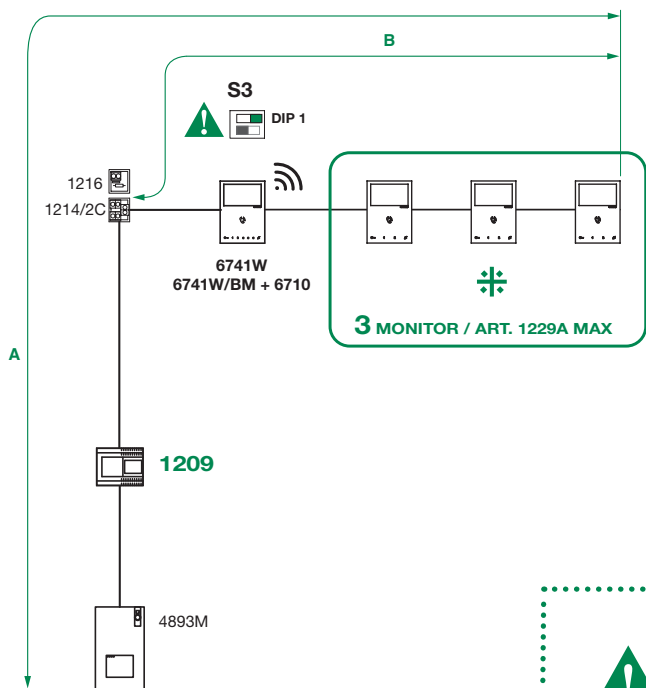 B
S3
DIP 1
1216
1214/2C
6741W
6741W/BM + 6710
3 MONITOR / ART. 1229A MAX
A
1209
4893M